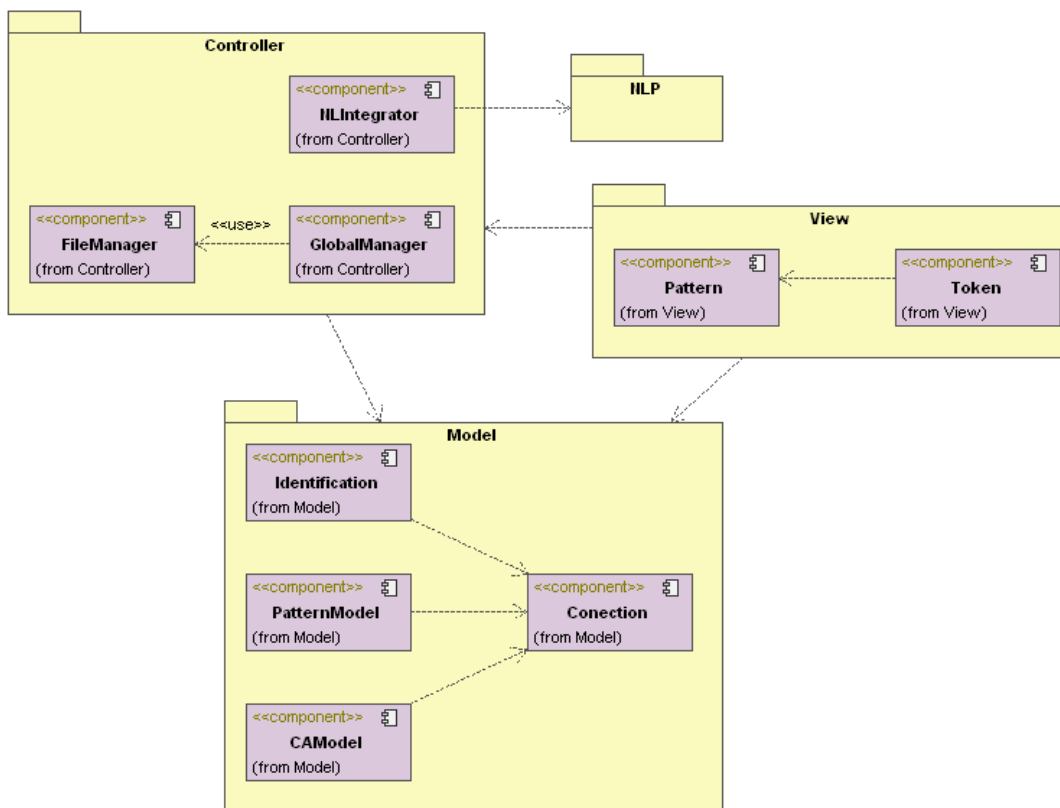 Controller
<<component>>
NLIntegrator
(from Controller)
NLP
<<component>>
FileManager
(from Controller)
<<use>>
<<component>>
GlobalManager
(from Controller)
View
<<component>>
Pattern
(from View)
<<component>>
Token
(from View)
Model
<<component>>
Identification
(from Model)
<<component>>
PatternModel
(from Model)
<<component>>
Conection
(from Model)
<<component>>
CAModel
(from Model)